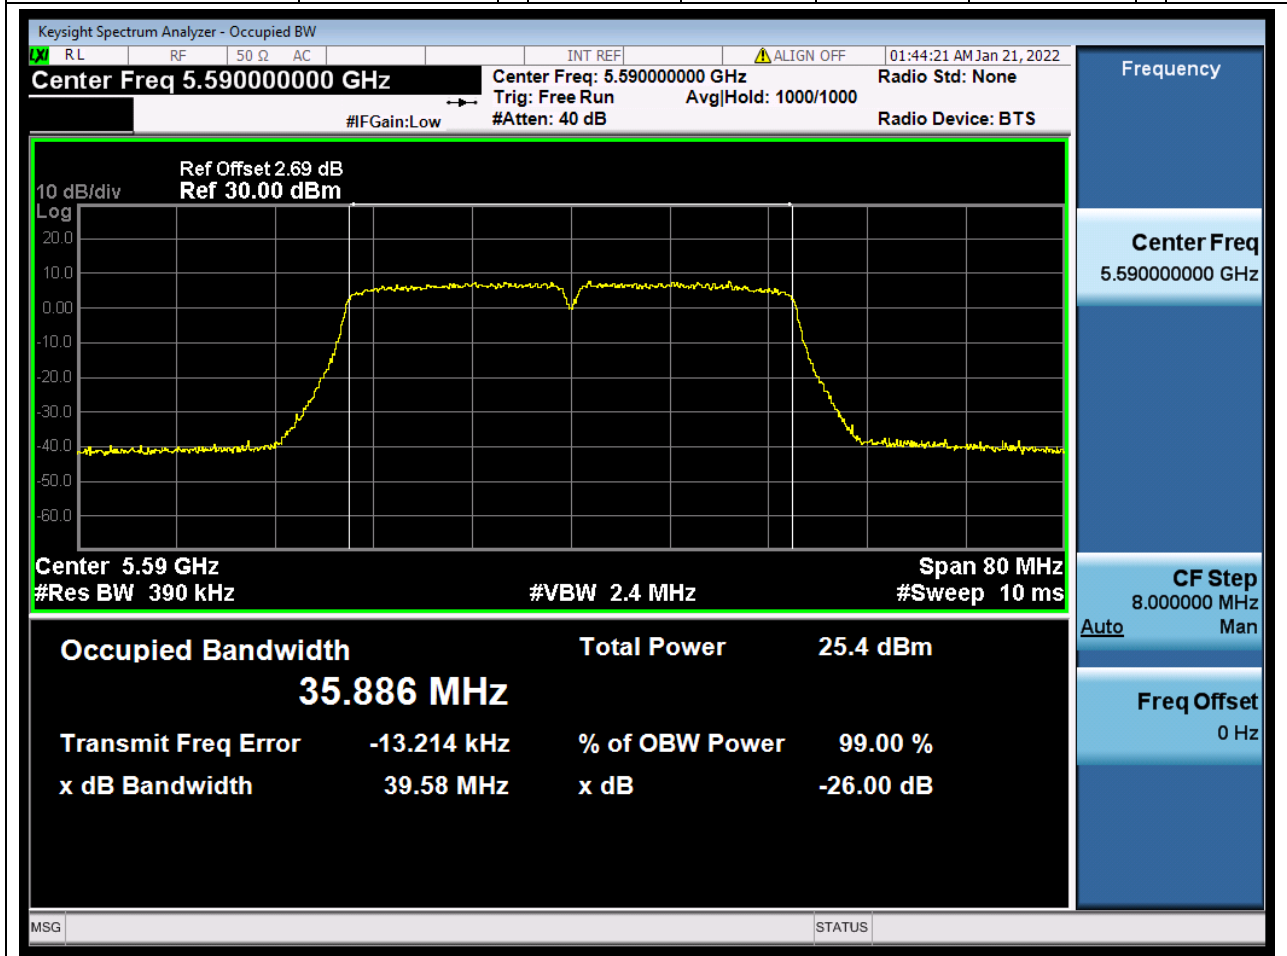 Keysight Spectrum Analyzer - Occupied BW
LXI RL RF 50 Ω AC INT REF ALIGN OFF 01:44:21 AM Jan 21, 2022
Center Freq 5.590000000 GHz
Center Freq: 5.590000000 GHz
Radio Std: None
Trig: Free Run Avg|Hold: 1000/1000
#IFGain:Low
#Atten: 40 dB
Radio Device: BTS
Ref Offset 2.69 dB
10 dB/div Ref 30.00 dBm
Log
20.0
10.0
0.00
-10.0
-20.0
-30.0
-40.0
-50.0
-60.0
Center 5.59 GHz Span 80 MHz
#Res BW 390 kHz #VBW 2.4 MHz #Sweep 10 ms
Occupied Bandwidth Total Power 25.4 dBm
35.886 MHz
Transmit Freq Error -13.214 kHz % of OBW Power 99.00 %
x dB Bandwidth 39.58 MHz x dB -26.00 dB
Frequency
Center Freq
5.590000000 GHz
CF Step
8.000000 MHz
Auto Man
Freq Offset
0 Hz
MSG STATUS